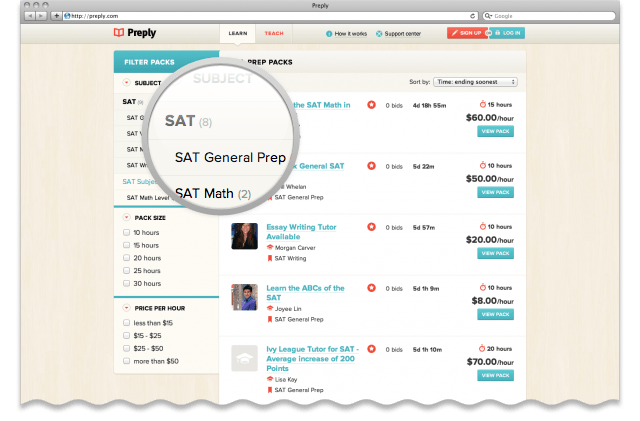 Preply
http://preply.com
Google
Preply
LEARN
TEACH
How it works
Support center
SIGN UP
OR
LOG IN
FILTER PACKS
SUBJECT
SAT
SAT G
SAT V
SAT M
SAT Wri
SAT Subjec
SAT Math Level
SUBJECT
SAT (8)
SAT General Prep
SAT Math (2)
PACK SIZE
10 hours
15 hours
20 hours
25 hours
30 hours
PRICE PER HOUR
less than $15
$15 - $25
$25 - $50
more than $50
PREP PACKS
Sort by: Time: ending soonest
the SAT Math in
0 bids
4d 18h 55m
15 hours
$60.00/hour
VIEW PACK
General SAT
Whelan
SAT General Prep
0 bids
5d 22m
10 hours
$50.00/hour
VIEW PACK
Essay Writing Tutor
Available
Morgan Carver
SAT Writing
0 bids
5d 57m
10 hours
$20.00/hour
VIEW PACK
Learn the ABCs of the
SAT
Joyee Lin
SAT General Prep
0 bids
5d 1h 9m
10 hours
$8.00/hour
VIEW PACK
Ivy League Tutor for SAT -
Average increase of 200
Points
Lisa Kay
SAT General Prep
0 bids
5d 1h 10m
20 hours
$70.00/hour
VIEW PACK